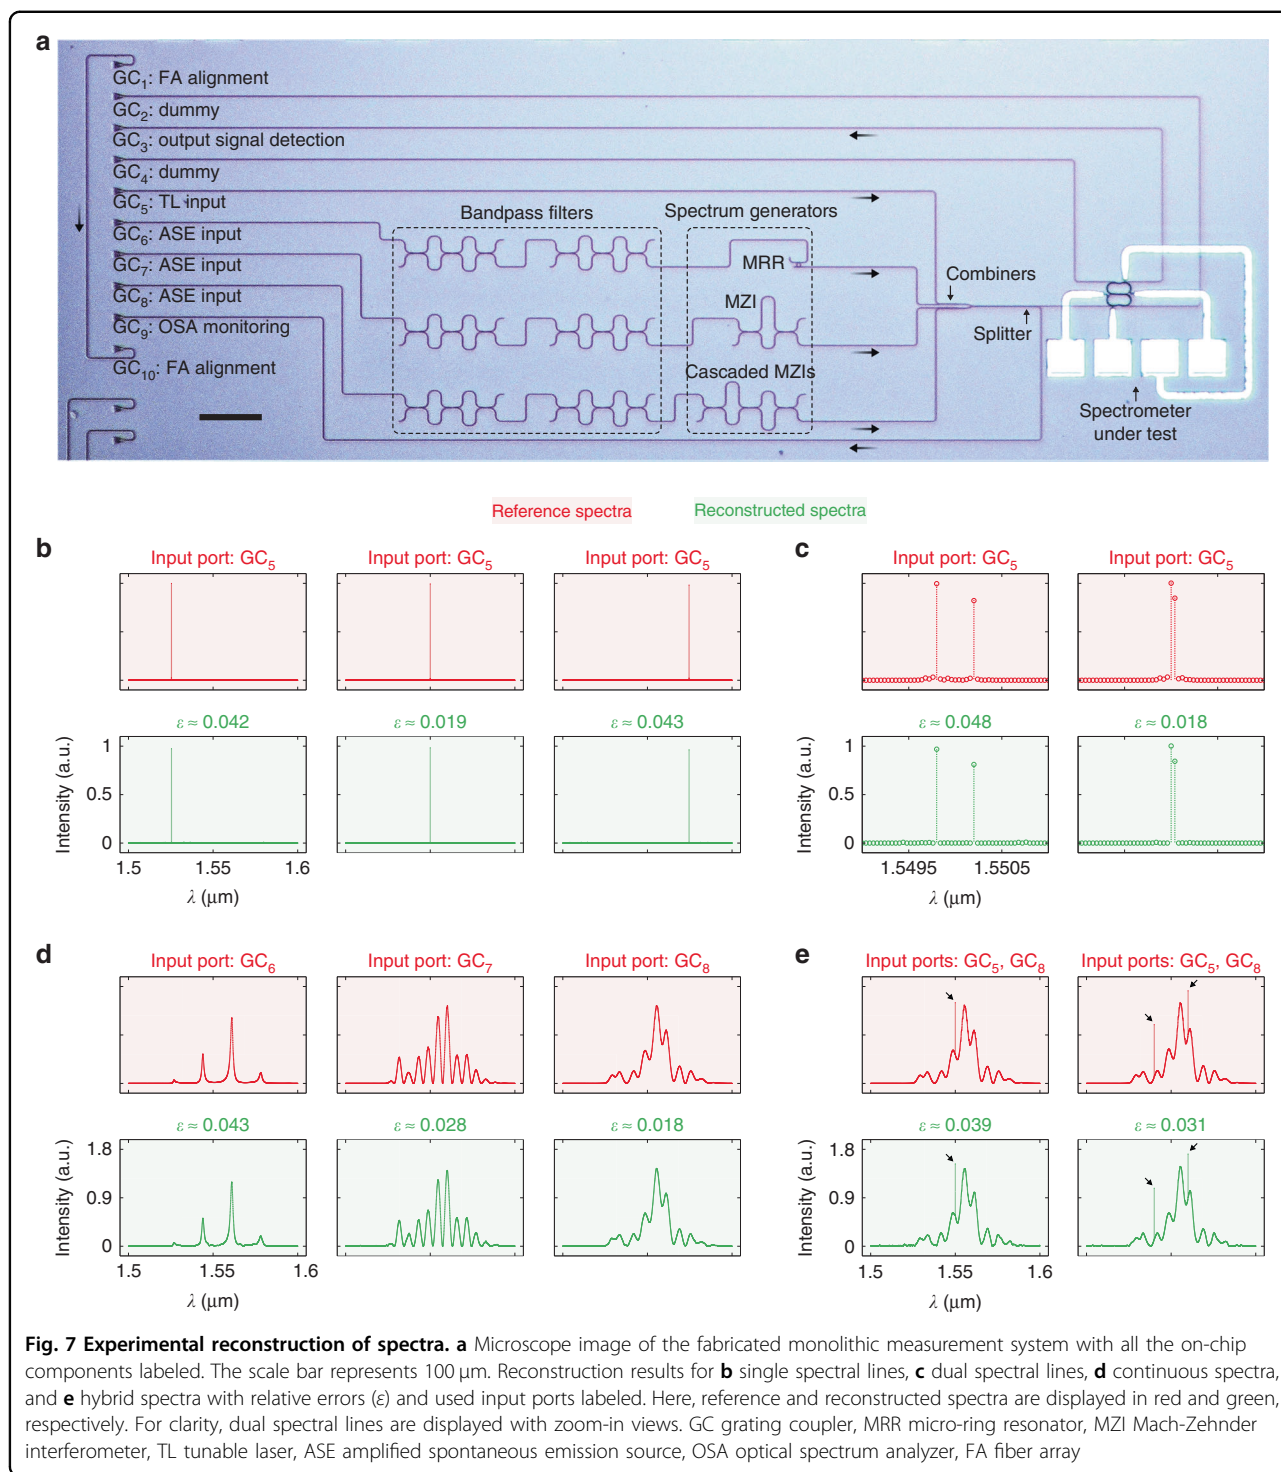 a
GC₁: FA alignment
GC₂: dummy
GC₃: output signal detection
GC₄: dummy
GC₅: TL input
GC₆: ASE input
GC₇: ASE input
GC₈: ASE input
GC₉: OSA monitoring
GC₁₀: FA alignment
Bandpass filters
Spectrum generators
MRR
MZI
Cascaded MZIs
Combiners
Splitter
Spectrometer
under test
Reference spectra
Reconstructed spectra
b
Input port: GC₅
Input port: GC₅
Input port: GC₅
ε ≈ 0.042
ε ≈ 0.019
ε ≈ 0.043
Intensity (a.u.)
1
0.5
0
1.5
1.55
1.6
λ (μm)
c
Input port: GC₅
Input port: GC₅
ε ≈ 0.048
ε ≈ 0.018
Intensity (a.u.)
1
0.5
0
1.5495
1.5505
λ (μm)
d
Input port: GC₆
Input port: GC₇
Input port: GC₈
ε ≈ 0.043
ε ≈ 0.028
ε ≈ 0.018
Intensity (a.u.)
1.8
0.9
0
1.5
1.55
1.6
λ (μm)
e
Input ports: GC₅, GC₈
Input ports: GC₅, GC₈
ε ≈ 0.039
ε ≈ 0.031
Intensity (a.u.)
1.8
0.9
0
1.5
1.55
1.6
λ (μm)
Fig. 7 Experimental reconstruction of spectra. a Microscope image of the fabricated monolithic measurement system with all the on-chip
components labeled. The scale bar represents 100 μm. Reconstruction results for b single spectral lines, c dual spectral lines, d continuous spectra,
and e hybrid spectra with relative errors (ε) and used input ports labeled. Here, reference and reconstructed spectra are displayed in red and green,
respectively. For clarity, dual spectral lines are displayed with zoom-in views. GC grating coupler, MRR micro-ring resonator, MZI Mach-Zehnder
interferometer, TL tunable laser, ASE amplified spontaneous emission source, OSA optical spectrum analyzer, FA fiber array